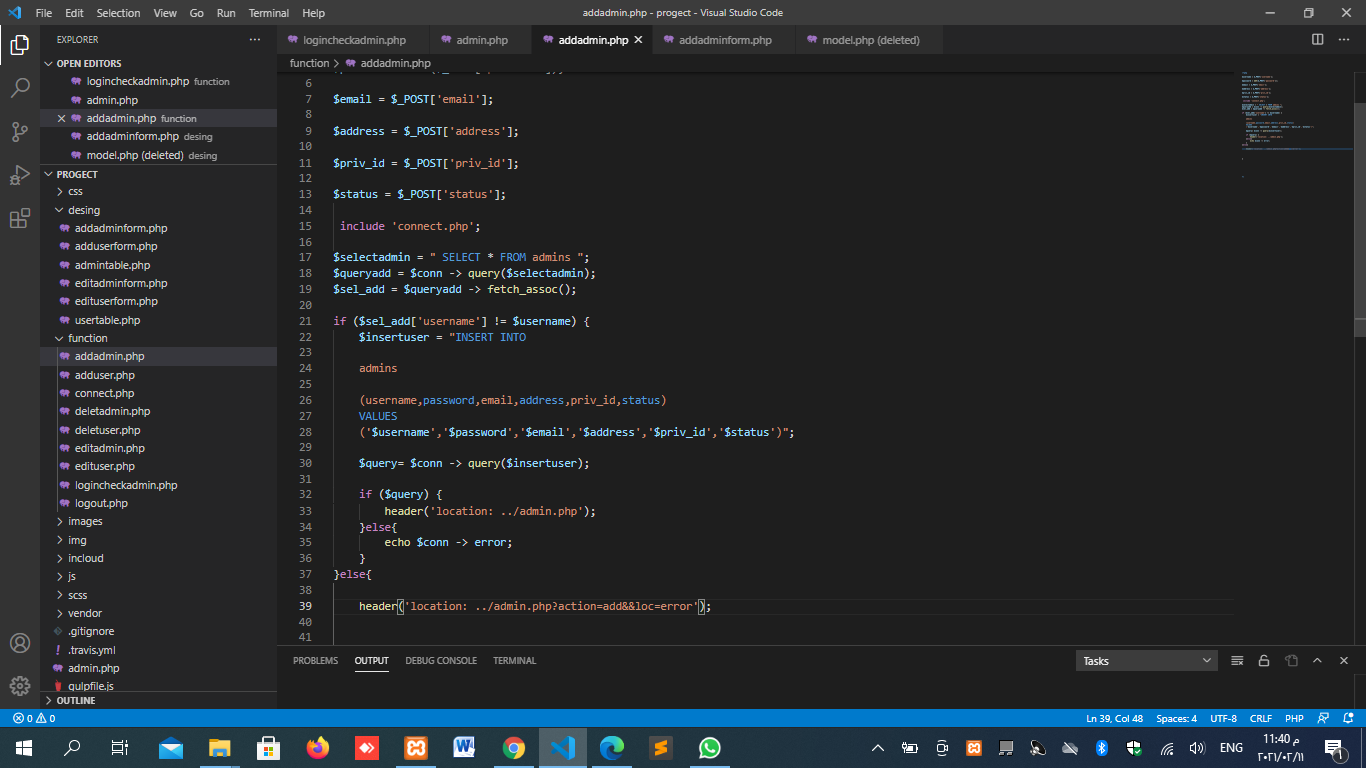 File Edit Selection View Go Run Terminal Help
addadmin.php - progect - Visual Studio Code
EXPLORER
OPEN EDITORS
logincheckadmin.php function
admin.php
addadmin.php function
addadminform.php desing
model.php (deleted) desing
PROGECT
css
desing
addadminform.php
adduserform.php
admintable.php
editadminform.php
edituserform.php
usertable.php
function
addadmin.php
adduser.php
connect.php
deletadmin.php
deletuser.php
editadmin.php
edituser.php
logincheckadmin.php
logout.php
images
img
incloud
js
scss
vendor
.gitignore
.travis.yml
admin.php
gulpfile.js
OUTLINE
logincheckadmin.php admin.php addadmin.php addadminform.php model.php (deleted)
function > addadmin.php
6
7 $email = $_POST['email'];
8
9 $address = $_POST['address'];
10
11 $priv_id = $_POST['priv_id'];
12
13 $status = $_POST['status'];
14
15 include 'connect.php';
16
17 $selectadmin = " SELECT * FROM admins ";
18 $queryadd = $conn -> query($selectadmin);
19 $sel_add = $queryadd -> fetch_assoc();
20
21 if ($sel_add['username'] != $username) {
22 $insertuser = "INSERT INTO
23
24 admins
25
26 (username,password,email,address,priv_id,status)
27 VALUES
28 ('$username','$password','$email','$address','$priv_id','$status')";
29
30 $query= $conn -> query($insertuser);
31
32 if ($query) {
33 header('location: ../admin.php');
34 }else{
35 echo $conn -> error;
36 }
37 }else{
38
39 header('location: ../admin.php?action=add&&loc=error');
40
41
PROBLEMS OUTPUT DEBUG CONSOLE TERMINAL
Tasks
0 0
Ln 39, Col 48 Spaces: 4 UTF-8 CRLF PHP
ENG
11:40 م
٢٠٢١/٠٢/١١
1